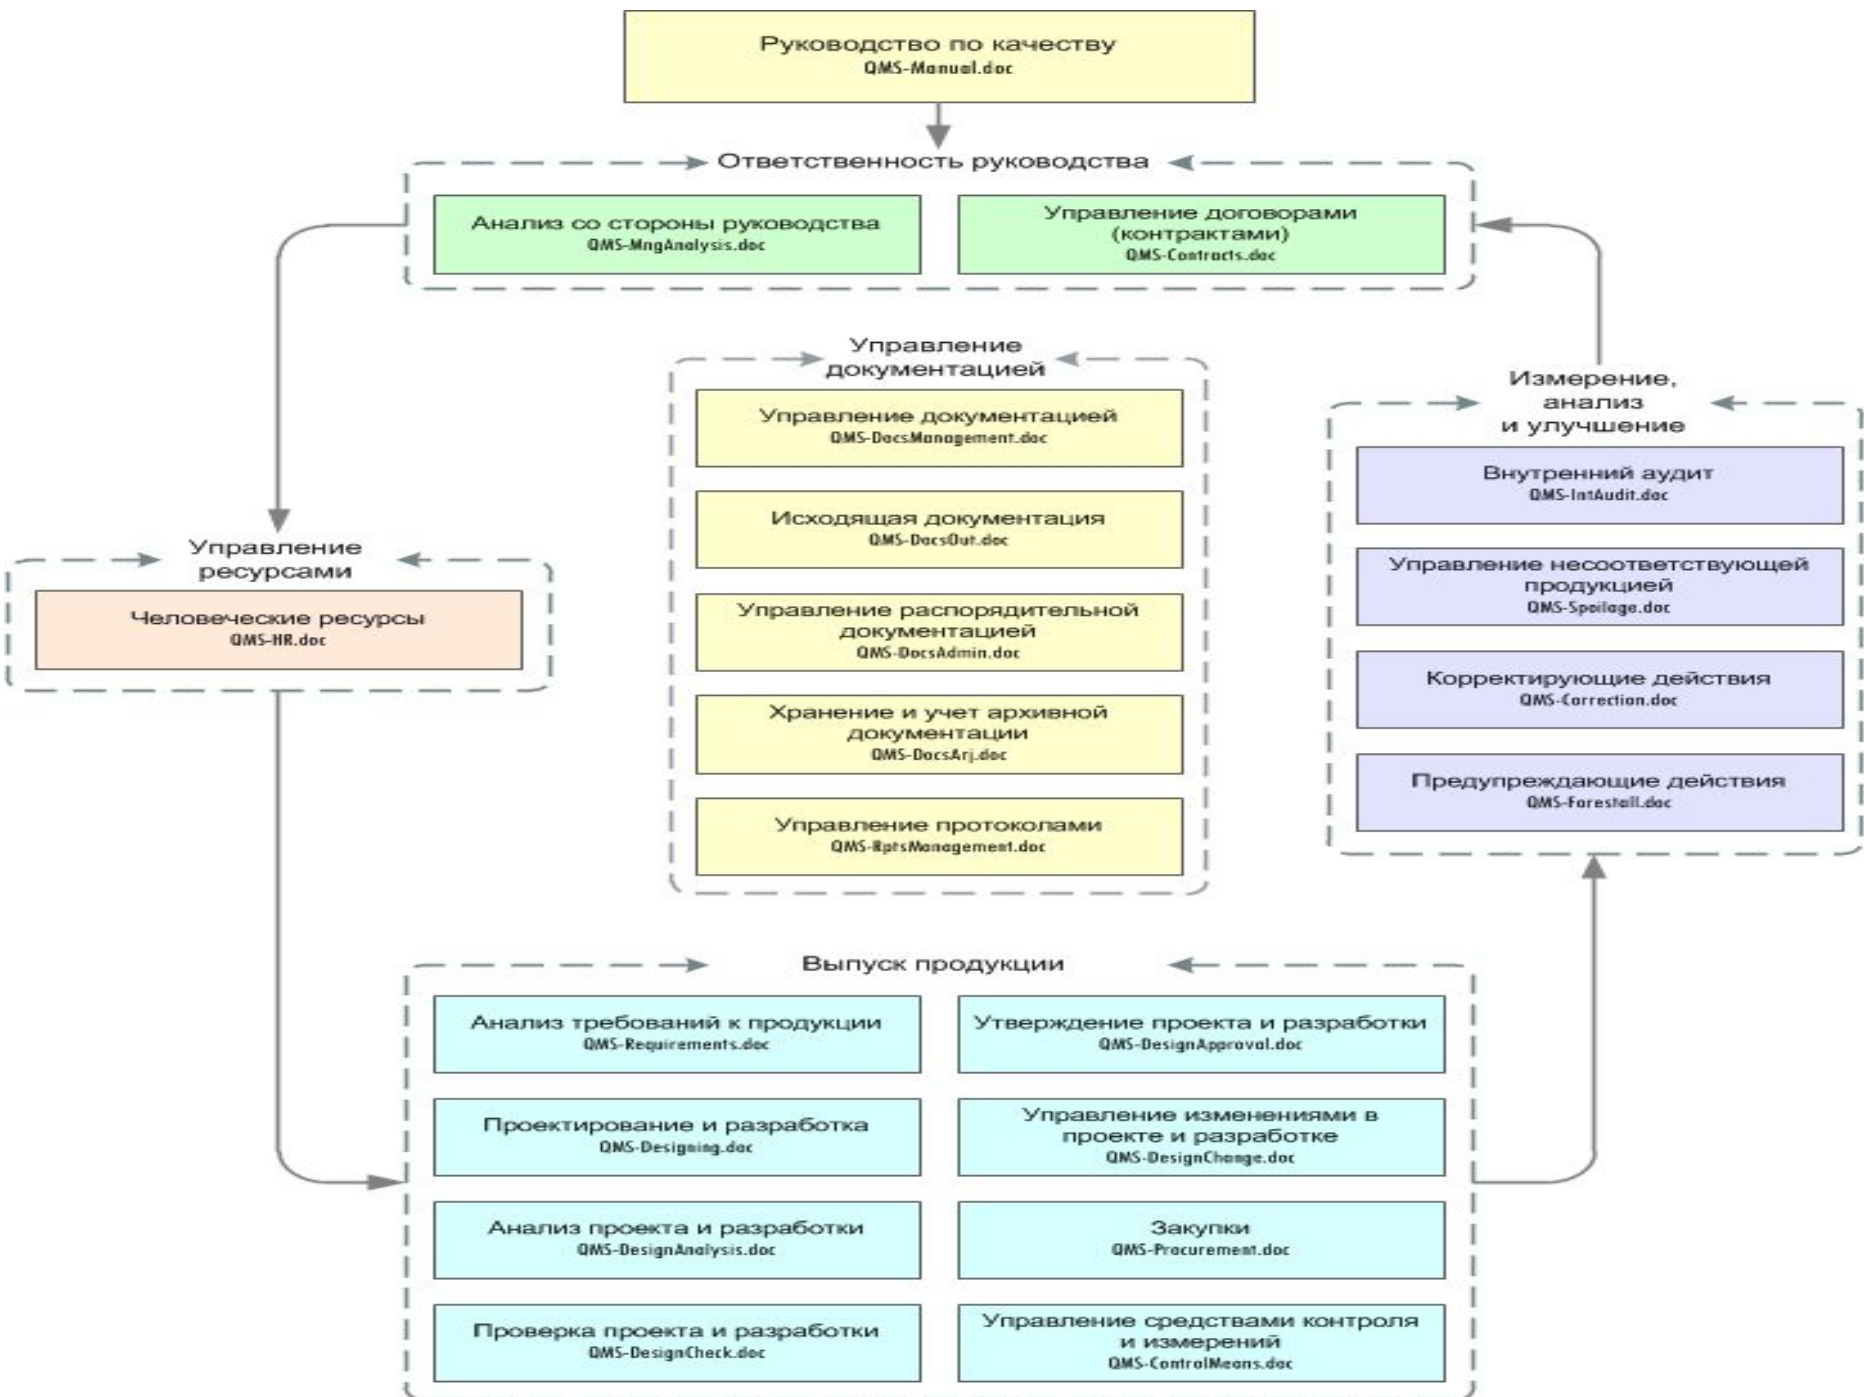 Руководство по качеству
QMS-Manual.doc
Ответственность руководства
Анализ со стороны руководства
QMS-MngAnalysis.doc
Управление договорами
(контрактами)
QMS-Contracts.doc
Управление
документацией
Управление документацией
QMS-DocsManagement.doc
Исходящая документация
QMS-DocsOut.doc
Управление распорядительной
документацией
QMS-DocsAdmin.doc
Хранение и учет архивной
документации
QMS-DocsArj.doc
Управление протоколами
QMS-RptsManagement.doc
Измерение,
анализ
и улучшение
Внутренний аудит
QMS-IntAudit.doc
Управление несоответствующей
продукцией
QMS-Spoilage.doc
Корректирующие действия
QMS-Correction.doc
Предупреждающие действия
QMS-Forestall.doc
Управление
ресурсами
Человеческие ресурсы
QMS-HR.doc
Выпуск продукции
Анализ требований к продукции
QMS-Requirements.doc
Утверждение проекта и разработки
QMS-DesignApproval.doc
Проектирование и разработка
QMS-Designing.doc
Управление изменениями в
проекте и разработке
QMS-DesignChange.doc
Анализ проекта и разработки
QMS-DesignAnalysis.doc
Закупки
QMS-Procurement.doc
Проверка проекта и разработки
QMS-DesignCheck.doc
Управление средствами контроля
и измерений
QMS-ControlMeans.doc